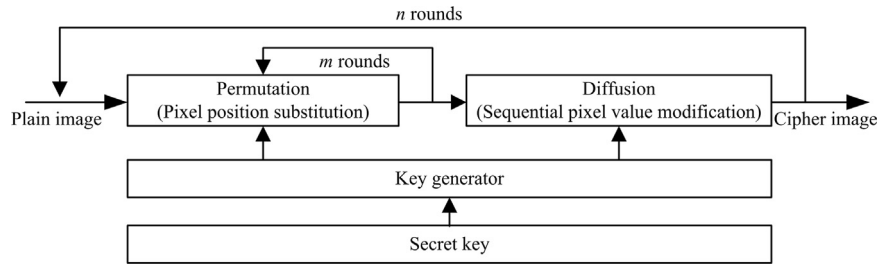 n rounds
m rounds
Permutation
(Pixel position substitution)
Diffusion
(Sequential pixel value modification)
Plain image
Cipher image
Key generator
Secret key